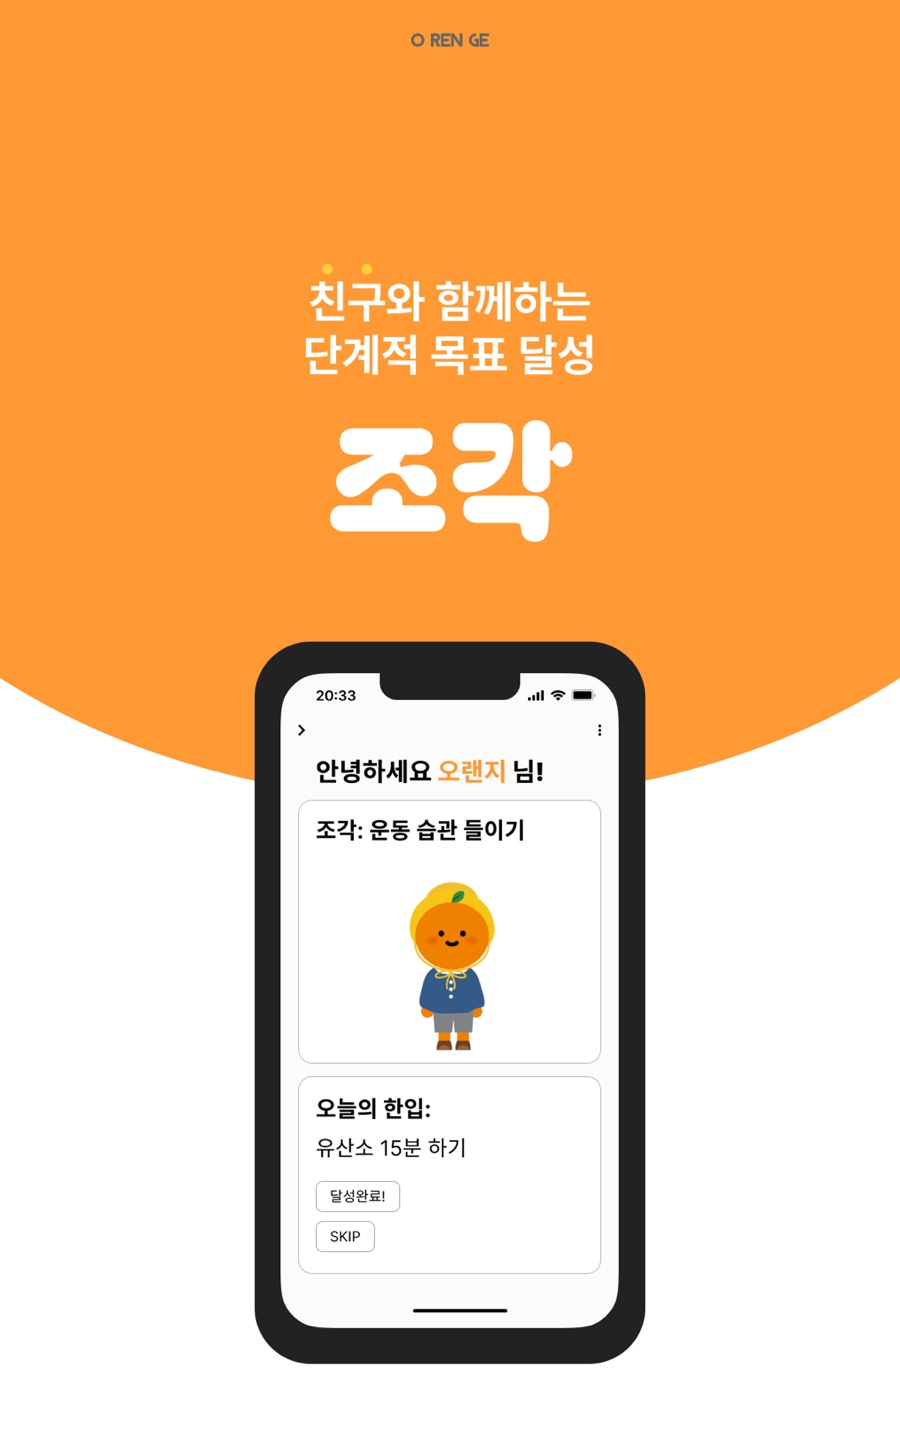 O REN GE
친구와 함께하는
단계적 목표 달성
조각
20:33
안녕하세요 오랜지 님!
조각: 운동 습관 들이기
오늘의 한입:
유산소 15분 하기
달성완료!
SKIP